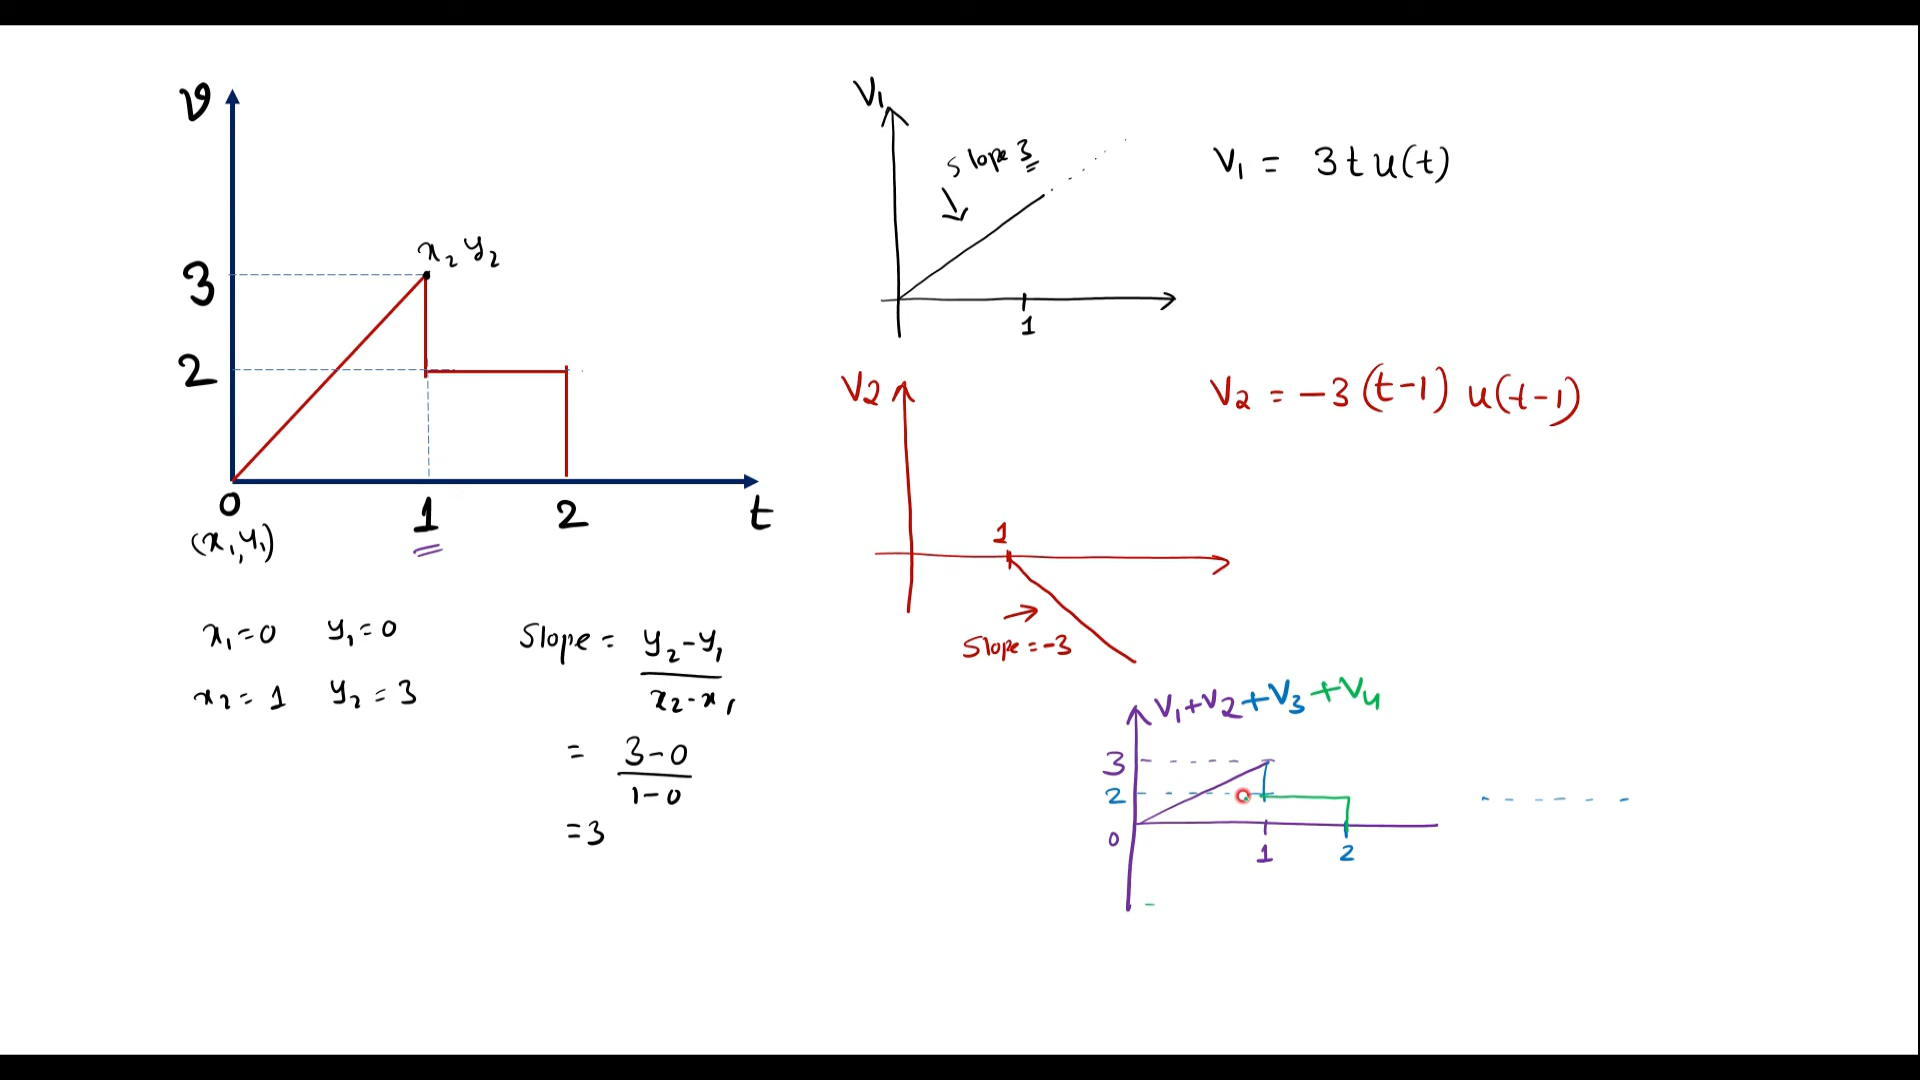 ϑ
x₂ y₂
3
2
0
1
2
t
(x₁,y₁)
x₁=0 y₁=0
x₂=1 y₂=3
Slope = y₂-y₁
x₂-x₁
= 3-0
1-0
=3
V₁
Slope 3
1
V₁ = 3t u(t)
V₂
1
Slope = -3
V₂ = -3(t-1) u(t-1)
V₁+V₂+V₃+V₄
3
2
0
1
2